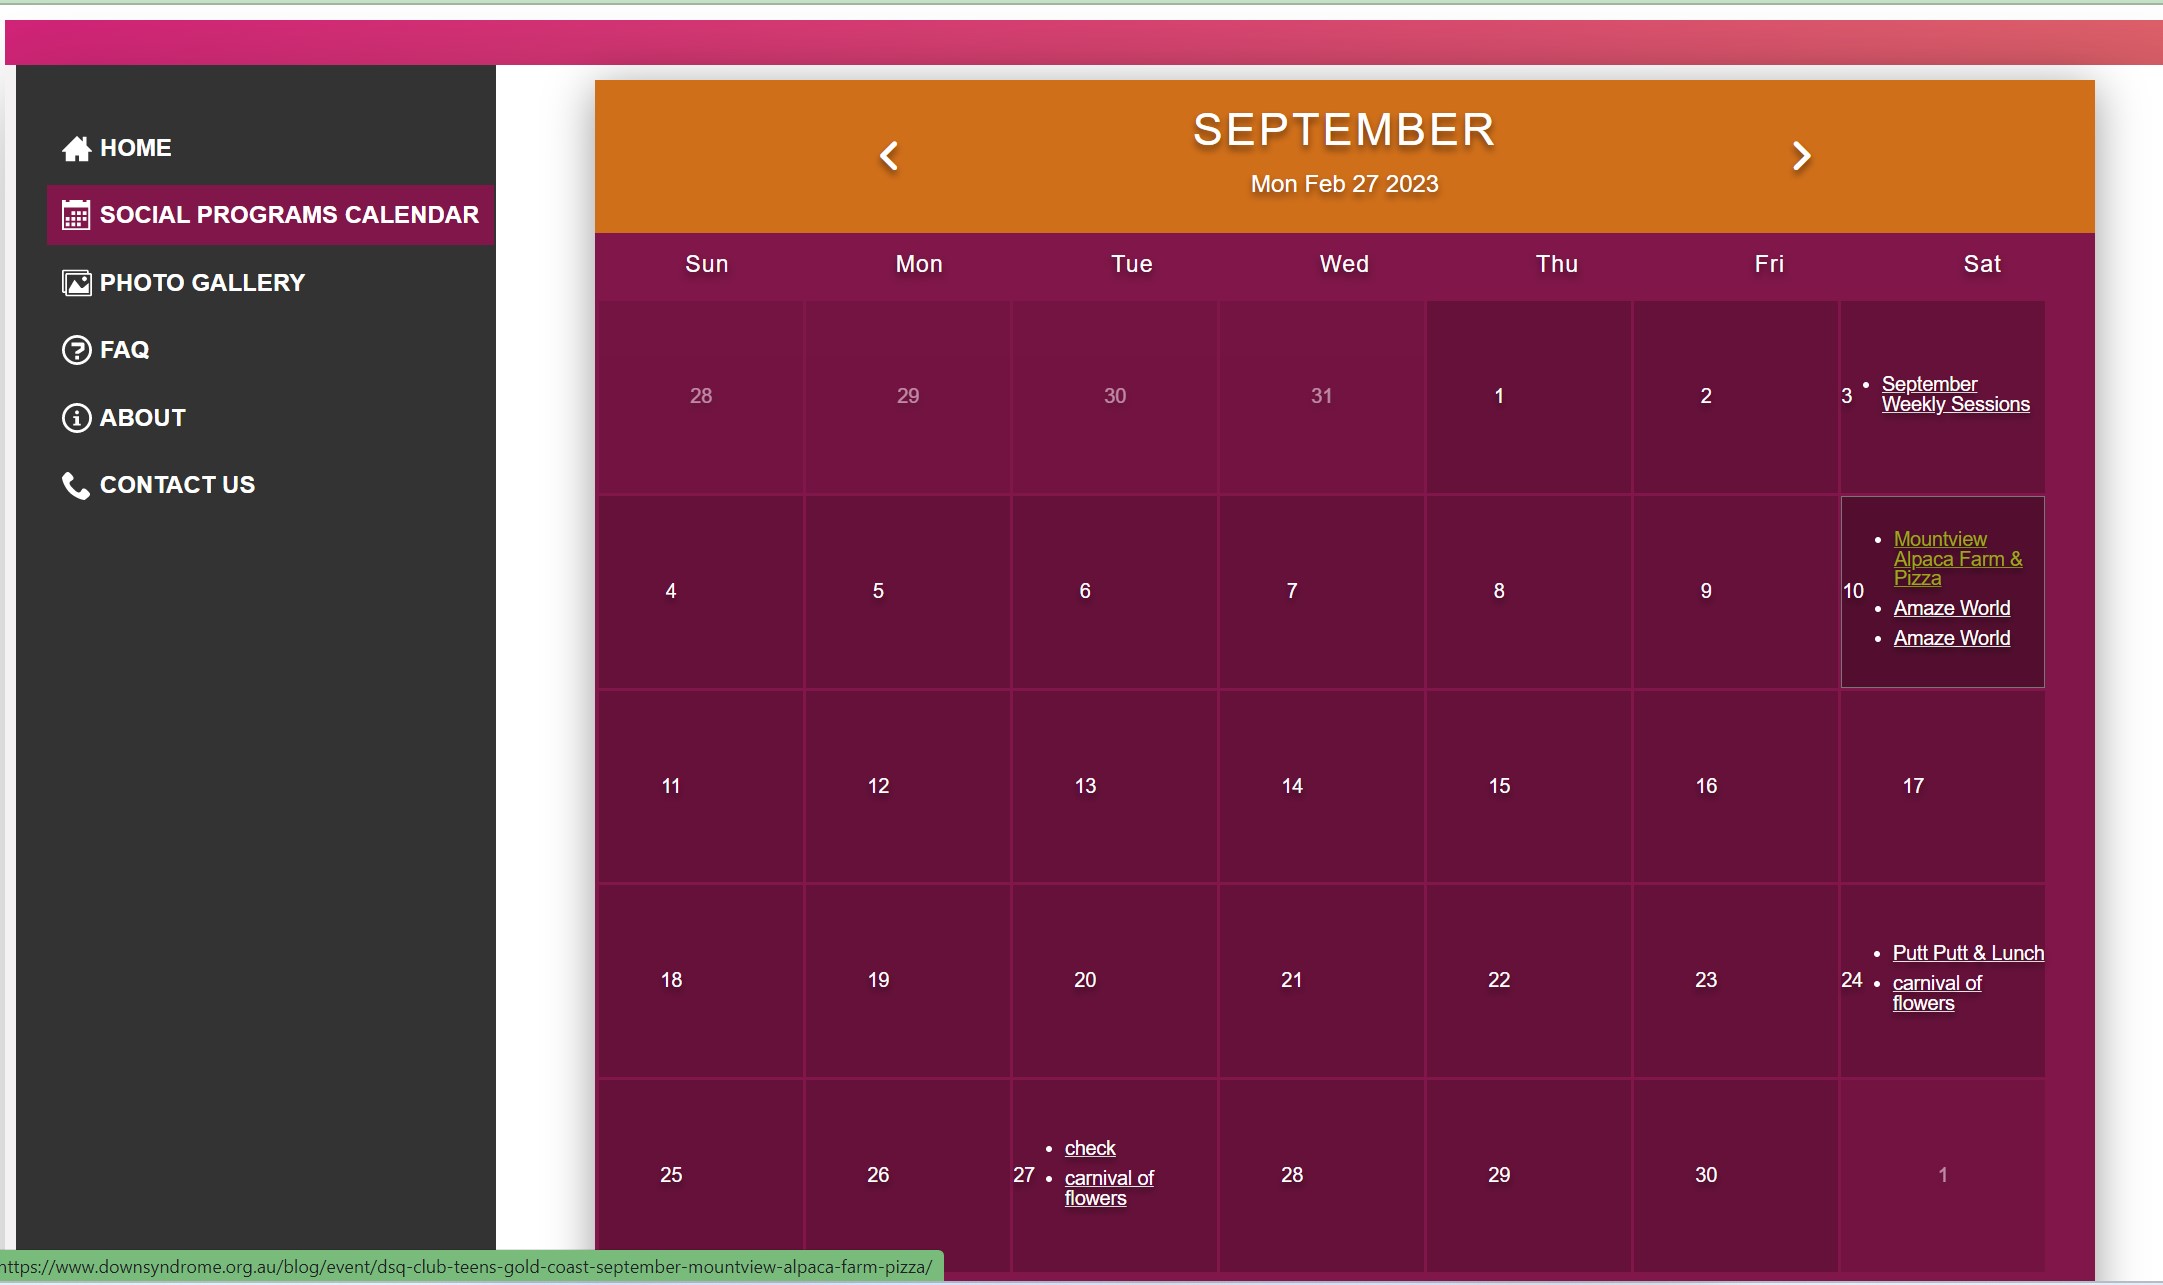 HOME
SOCIAL PROGRAMS CALENDAR
PHOTO GALLERY
FAQ
ABOUT
CONTACT US
SEPTEMBER
Mon Feb 27 2023
Sun Mon Tue Wed Thu Fri Sat
28 29 30 31 1 2 3
September
Weekly Sessions
4 5 6 7 8 9 10
Mountview
Alpaca Farm &
Pizza
Amaze World
Amaze World
11 12 13 14 15 16 17
18 19 20 21 22 23 24
Putt Putt & Lunch
carnival of
flowers
25 26 27
check
carnival of
flowers
28 29 30 1
https://www.downsyndrome.org.au/blog/event/dsq-club-teens-gold-coast-september-mountview-alpaca-farm-pizza/